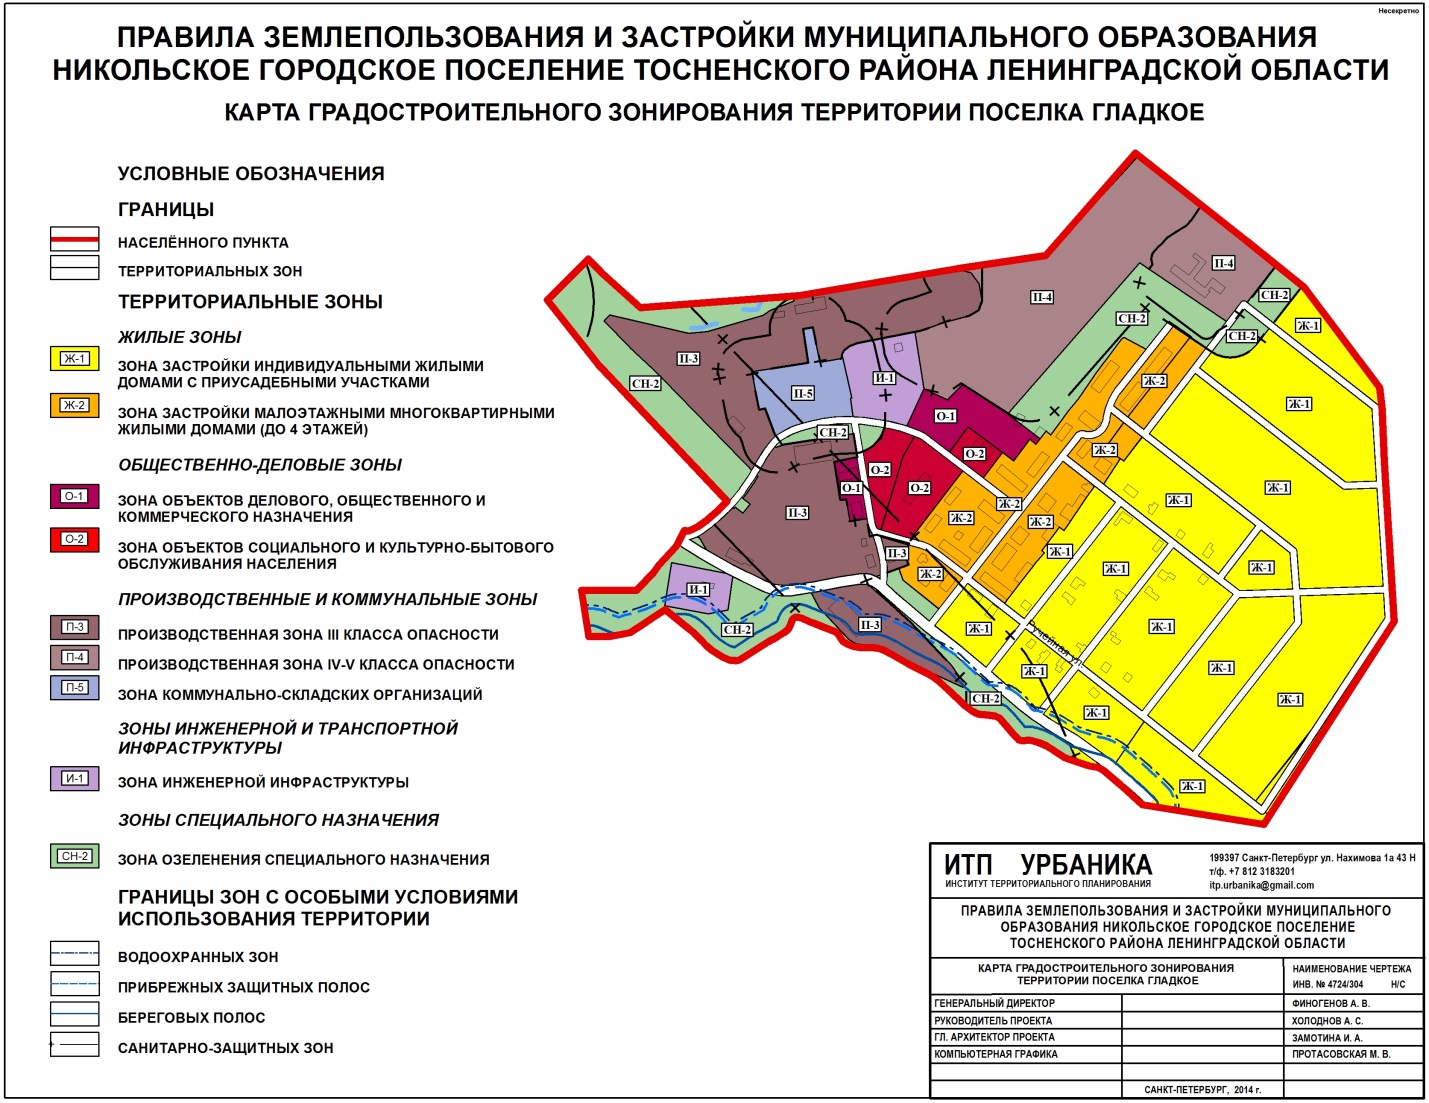 Несекретно
ПРАВИЛА ЗЕМЛЕПОЛЬЗОВАНИЯ И ЗАСТРОЙКИ МУНИЦИПАЛЬНОГО ОБРАЗОВАНИЯ
НИКОЛЬСКОЕ ГОРОДСКОЕ ПОСЕЛЕНИЕ ТОСНЕНСКОГО РАЙОНА ЛЕНИНГРАДСКОЙ ОБЛАСТИ
КАРТА ГРАДОСТРОИТЕЛЬНОГО ЗОНИРОВАНИЯ ТЕРРИТОРИИ ПОСЕЛКА ГЛАДКОЕ
УСЛОВНЫЕ ОБОЗНАЧЕНИЯ
ГРАНИЦЫ
НАСЕЛЁННОГО ПУНКТА
ТЕРРИТОРИАЛЬНЫХ ЗОН
ТЕРРИТОРИАЛЬНЫЕ ЗОНЫ
ЖИЛЫЕ ЗОНЫ
Ж-1
ЗОНА ЗАСТРОЙКИ ИНДИВИДУАЛЬНЫМИ ЖИЛЫМИ
ДОМАМИ С ПРИУСАДЕБНЫМИ УЧАСТКАМИ
Ж-2
ЗОНА ЗАСТРОЙКИ МАЛОЭТАЖНЫМИ МНОГОКВАРТИРНЫМИ
ЖИЛЫМИ ДОМАМИ (ДО 4 ЭТАЖЕЙ)
ОБЩЕСТВЕННО-ДЕЛОВЫЕ ЗОНЫ
О-1
ЗОНА ОБЪЕКТОВ ДЕЛОВОГО, ОБЩЕСТВЕННОГО И
КОММЕРЧЕСКОГО НАЗНАЧЕНИЯ
О-2
ЗОНА ОБЪЕКТОВ СОЦИАЛЬНОГО И КУЛЬТУРНО-БЫТОВОГО
ОБСЛУЖИВАНИЯ НАСЕЛЕНИЯ
ПРОИЗВОДСТВЕННЫЕ И КОММУНАЛЬНЫЕ ЗОНЫ
П-3
ПРОИЗВОДСТВЕННАЯ ЗОНА III КЛАССА ОПАСНОСТИ
П-4
ПРОИЗВОДСТВЕННАЯ ЗОНА IV-V КЛАССА ОПАСНОСТИ
П-5
ЗОНА КОММУНАЛЬНО-СКЛАДСКИХ ОРГАНИЗАЦИЙ
ЗОНЫ ИНЖЕНЕРНОЙ И ТРАНСПОРТНОЙ
ИНФРАСТРУКТУРЫ
И-1
ЗОНА ИНЖЕНЕРНОЙ ИНФРАСТРУКТУРЫ
ЗОНЫ СПЕЦИАЛЬНОГО НАЗНАЧЕНИЯ
СН-2
ЗОНА ОЗЕЛЕНЕНИЯ СПЕЦИАЛЬНОГО НАЗНАЧЕНИЯ
ГРАНИЦЫ ЗОН С ОСОБЫМИ УСЛОВИЯМИ
ИСПОЛЬЗОВАНИЯ ТЕРРИТОРИИ
ВОДООХРАННЫХ ЗОН
ПРИБРЕЖНЫХ ЗАЩИТНЫХ ПОЛОС
БЕРЕГОВЫХ ПОЛОС
САНИТАРНО-ЗАЩИТНЫХ ЗОН
П-4
П-4
СН-2
СН-2
СН-2
Ж-1
П-3
СН-2
П-5
И-1
Ж-2
Ж-1
О-1
СН-2
О-2
Ж-2
О-2
О-1
О-2
Ж-1
Ж-1
Ж-2
П-3
Ж-2
Ж-2
П-3
Ж-1
Ж-2
Ж-1
Ж-1
И-1
СН-2
П-3
Ж-1
Ж-1
Ручейная ул.
Ж-1
Ж-1
Ж-1
СН-2
Ж-1
Ж-1
ИТП УРБАНИКА
ИНСТИТУТ ТЕРРИТОРИАЛЬНОГО ПЛАНИРОВАНИЯ
199397 Санкт-Петербург ул. Нахимова 1а 43 Н
т/ф. +7 812 3183201
itp.urbanika@gmail.com
ПРАВИЛА ЗЕМЛЕПОЛЬЗОВАНИЯ И ЗАСТРОЙКИ МУНИЦИПАЛЬНОГО
ОБРАЗОВАНИЯ НИКОЛЬСКОЕ ГОРОДСКОЕ ПОСЕЛЕНИЕ
ТОСНЕНСКОГО РАЙОНА ЛЕНИНГРАДСКОЙ ОБЛАСТИ
КАРТА ГРАДОСТРОИТЕЛЬНОГО ЗОНИРОВАНИЯ
ТЕРРИТОРИИ ПОСЕЛКА ГЛАДКОЕ
НАИМЕНОВАНИЕ ЧЕРТЕЖА
ИНВ. № 4724/304 Н/С
ГЕНЕРАЛЬНЫЙ ДИРЕКТОР
ФИНОГЕНОВ А. В.
РУКОВОДИТЕЛЬ ПРОЕКТА
ХОЛОДНОВ А. С.
ГЛ. АРХИТЕКТОР ПРОЕКТА
ЗАМОТИНА И. А.
КОМПЬЮТЕРНАЯ ГРАФИКА
ПРОТАСОВСКАЯ М. В.
САНКТ-ПЕТЕРБУРГ, 2014 г.